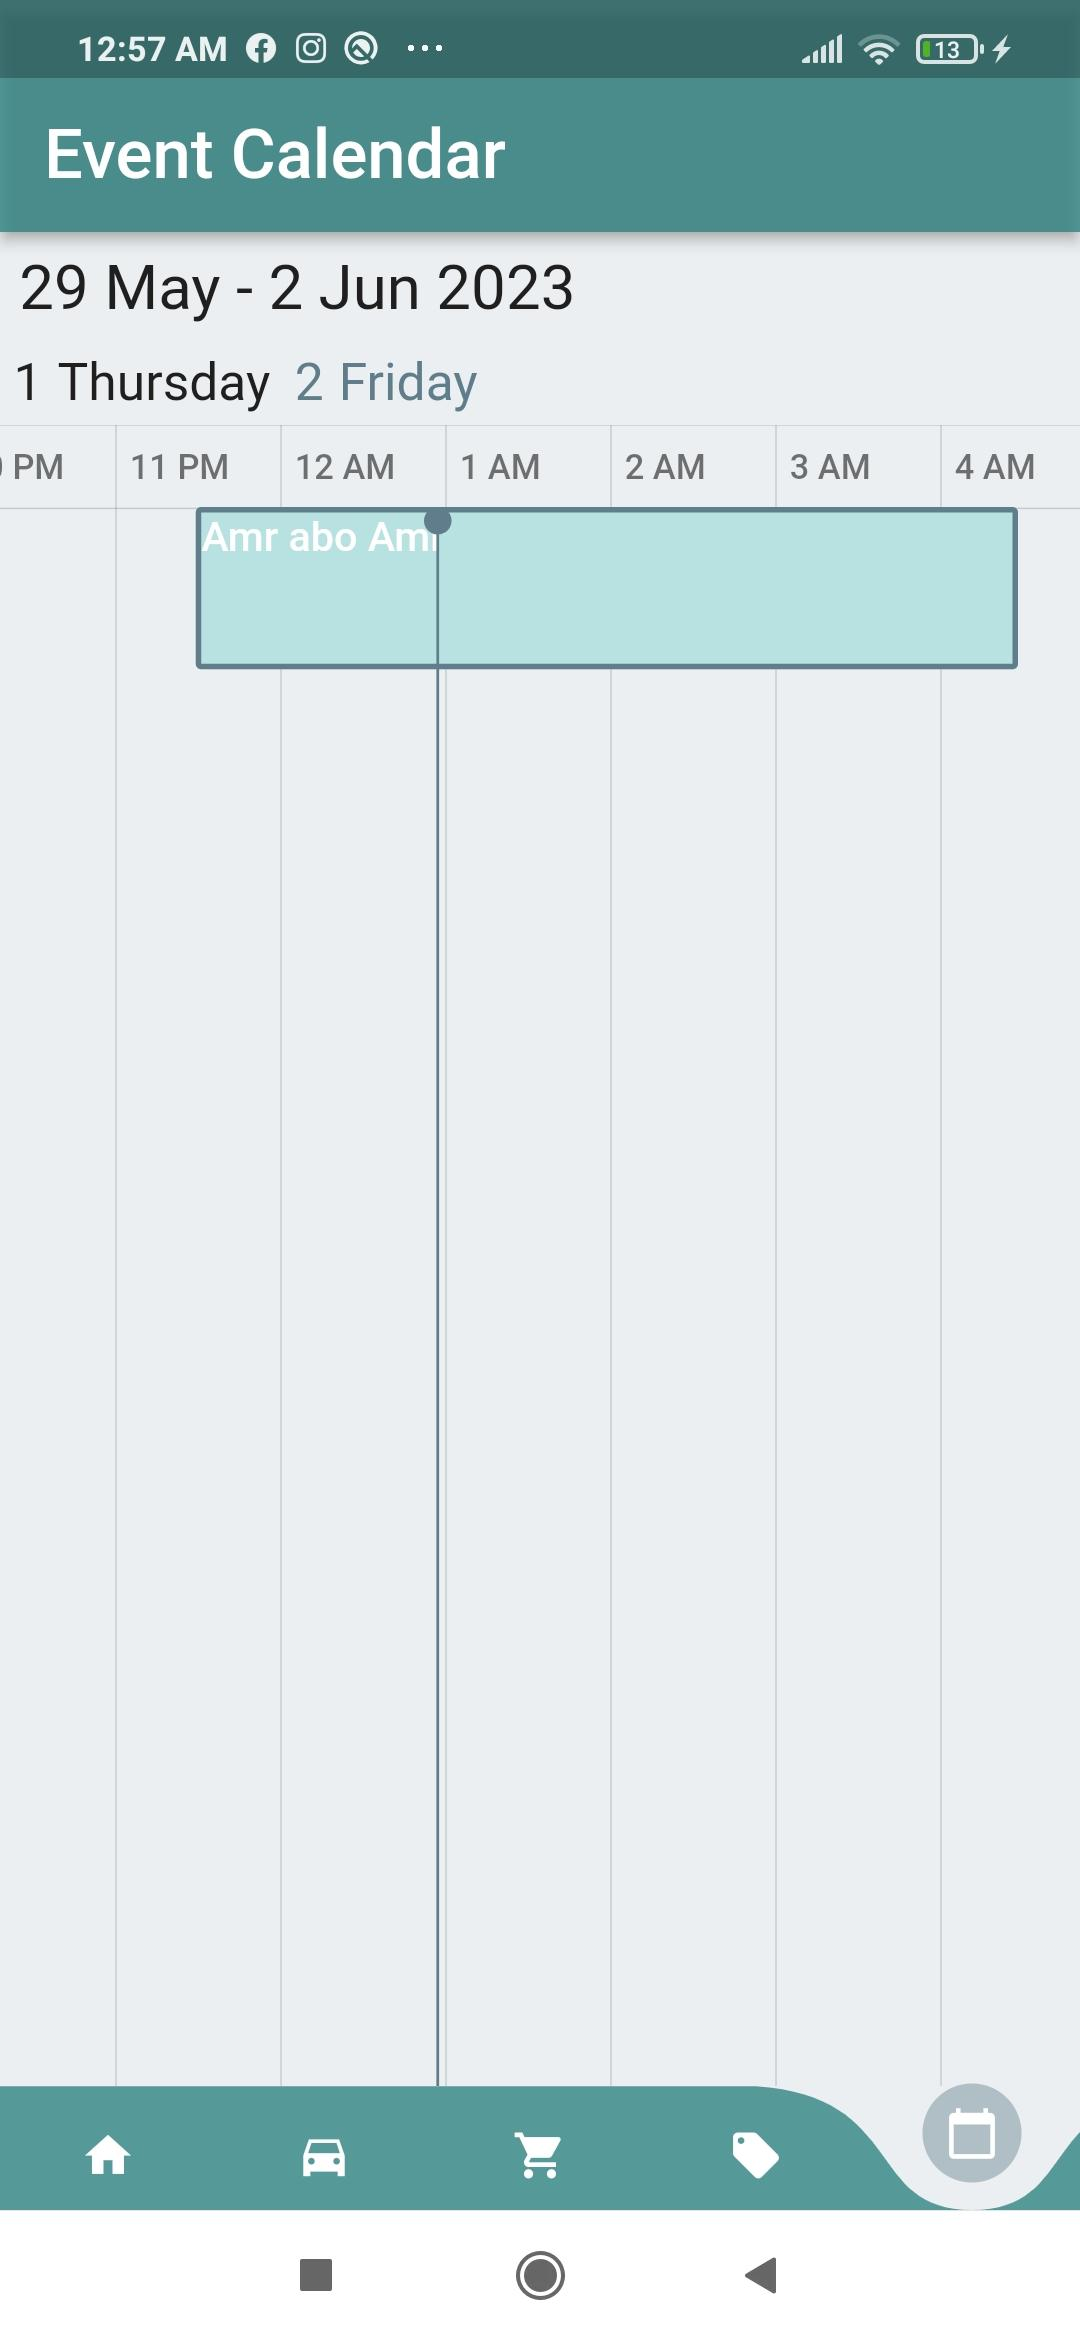 12:57 AM
13
Event Calendar
29 May - 2 Jun 2023
1 Thursday 2 Friday
PM 11 PM 12 AM 1 AM 2 AM 3 AM 4 AM
Amr abo